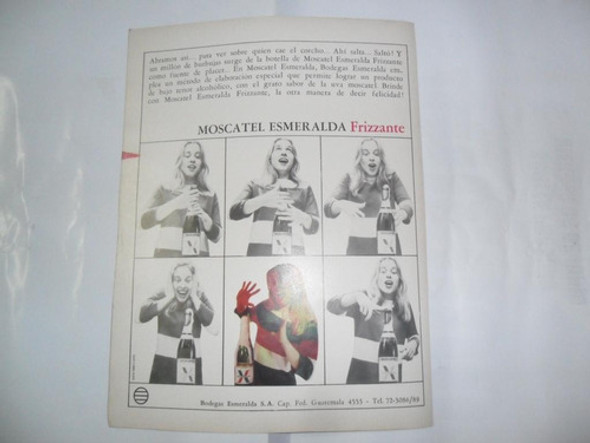 Abramos un... para ver sobre quien cae el corcho... Ahí salta... Saltó! Y
un millón de burbujas surge de la botella de Moscatel Esmeralda Frizzante
como fuente de placer... En Moscatel Esmeralda, Bodegas Esmeralda em-
plea un método de elaboración especial que permite lograr un producto
de bajo tenor alcohólico, con el grato sabor de la uva moscatel Brinde
con Moscatel Esmeralda Frizzante, la otra manera de decir felicidad!
MOSCATEL ESMERALDA Frizzante
Bodegas Esmeralda S.A. Cap. Fed. Guatemala 4555 - Tel. 72-5086/89